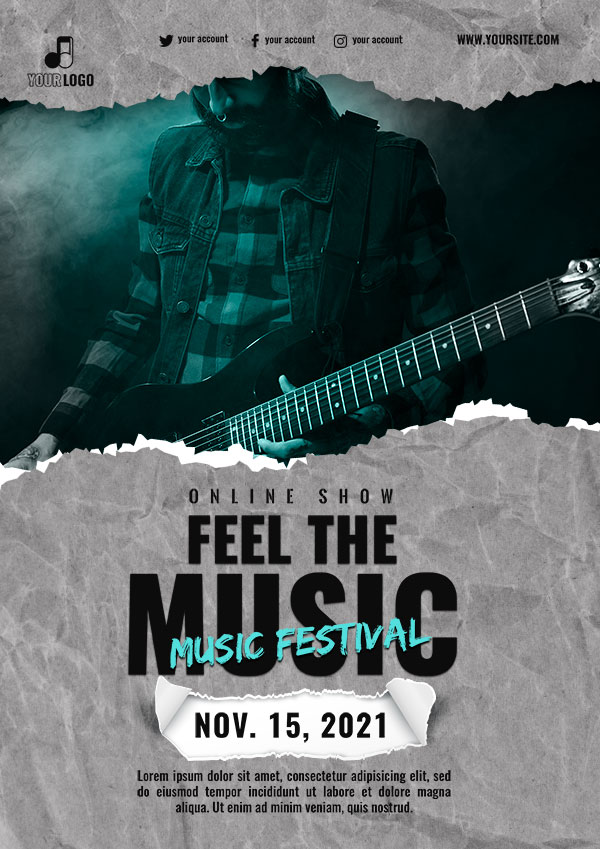 YOUR LOGO
your account
your account
your account
WWW.YOURSITE.COM
ONLINE SHOW
FEEL THE
MUSIC
MUSIC FESTIVAL
NOV. 15, 2021
Lorem ipsum dolor sit amet, consectetur adipisicing elit, sed
do eiusmod tempor incididunt ut labore et dolore magna
aliqua. Ut enim ad minim veniam, quis nostrud.